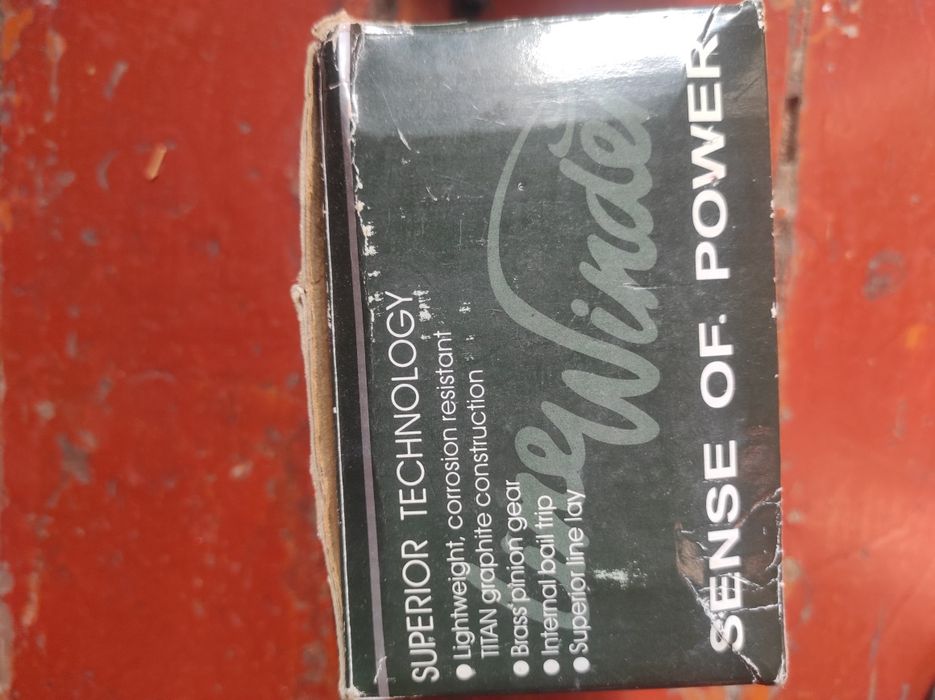 SUPERIOR TECHNOLOGY
• Lightweight, corrosion resistant
TITAN graphite construction
• Brass pinion gear
• Internal bail trip
• Superior line lay
LineWinder
SENSE OF. POWER